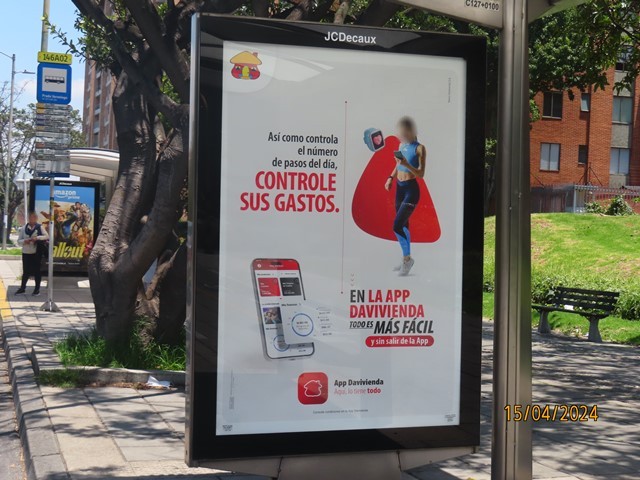 C127+0100
JCDecaux
146A02
Así como controla
el número
de pasos del día,
CONTROLE
SUS GASTOS.
amazon
Fallout
EN LA APP
DAVIVIENDA
TODO ES MÁS FÁCIL
y sin salir de la App
App Davivienda
Aquí, lo tiene todo
15/04/2024